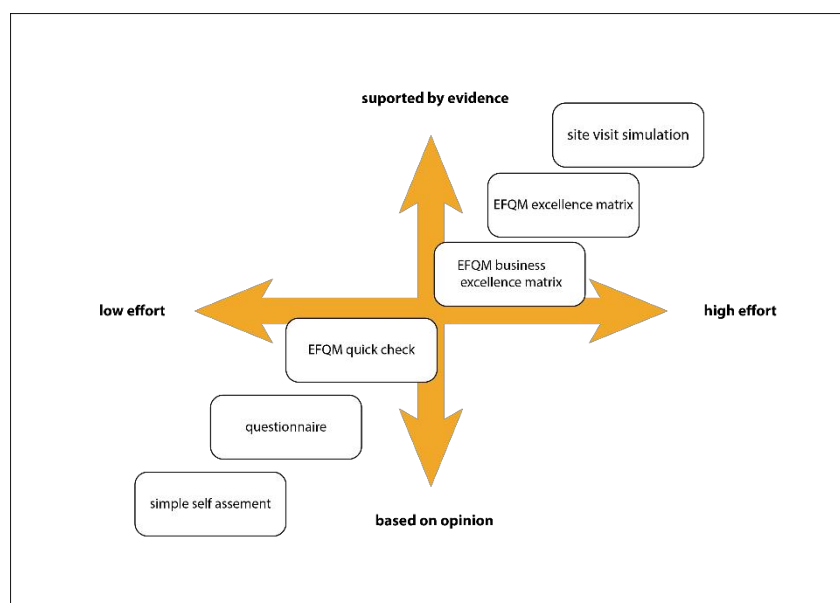 suported by evidence
site visit simulation
EFQM excellence matrix
EFQM business
excellence matrix
low effort
high effort
EFQM quick check
questionnaire
simple self assement
based on opinion